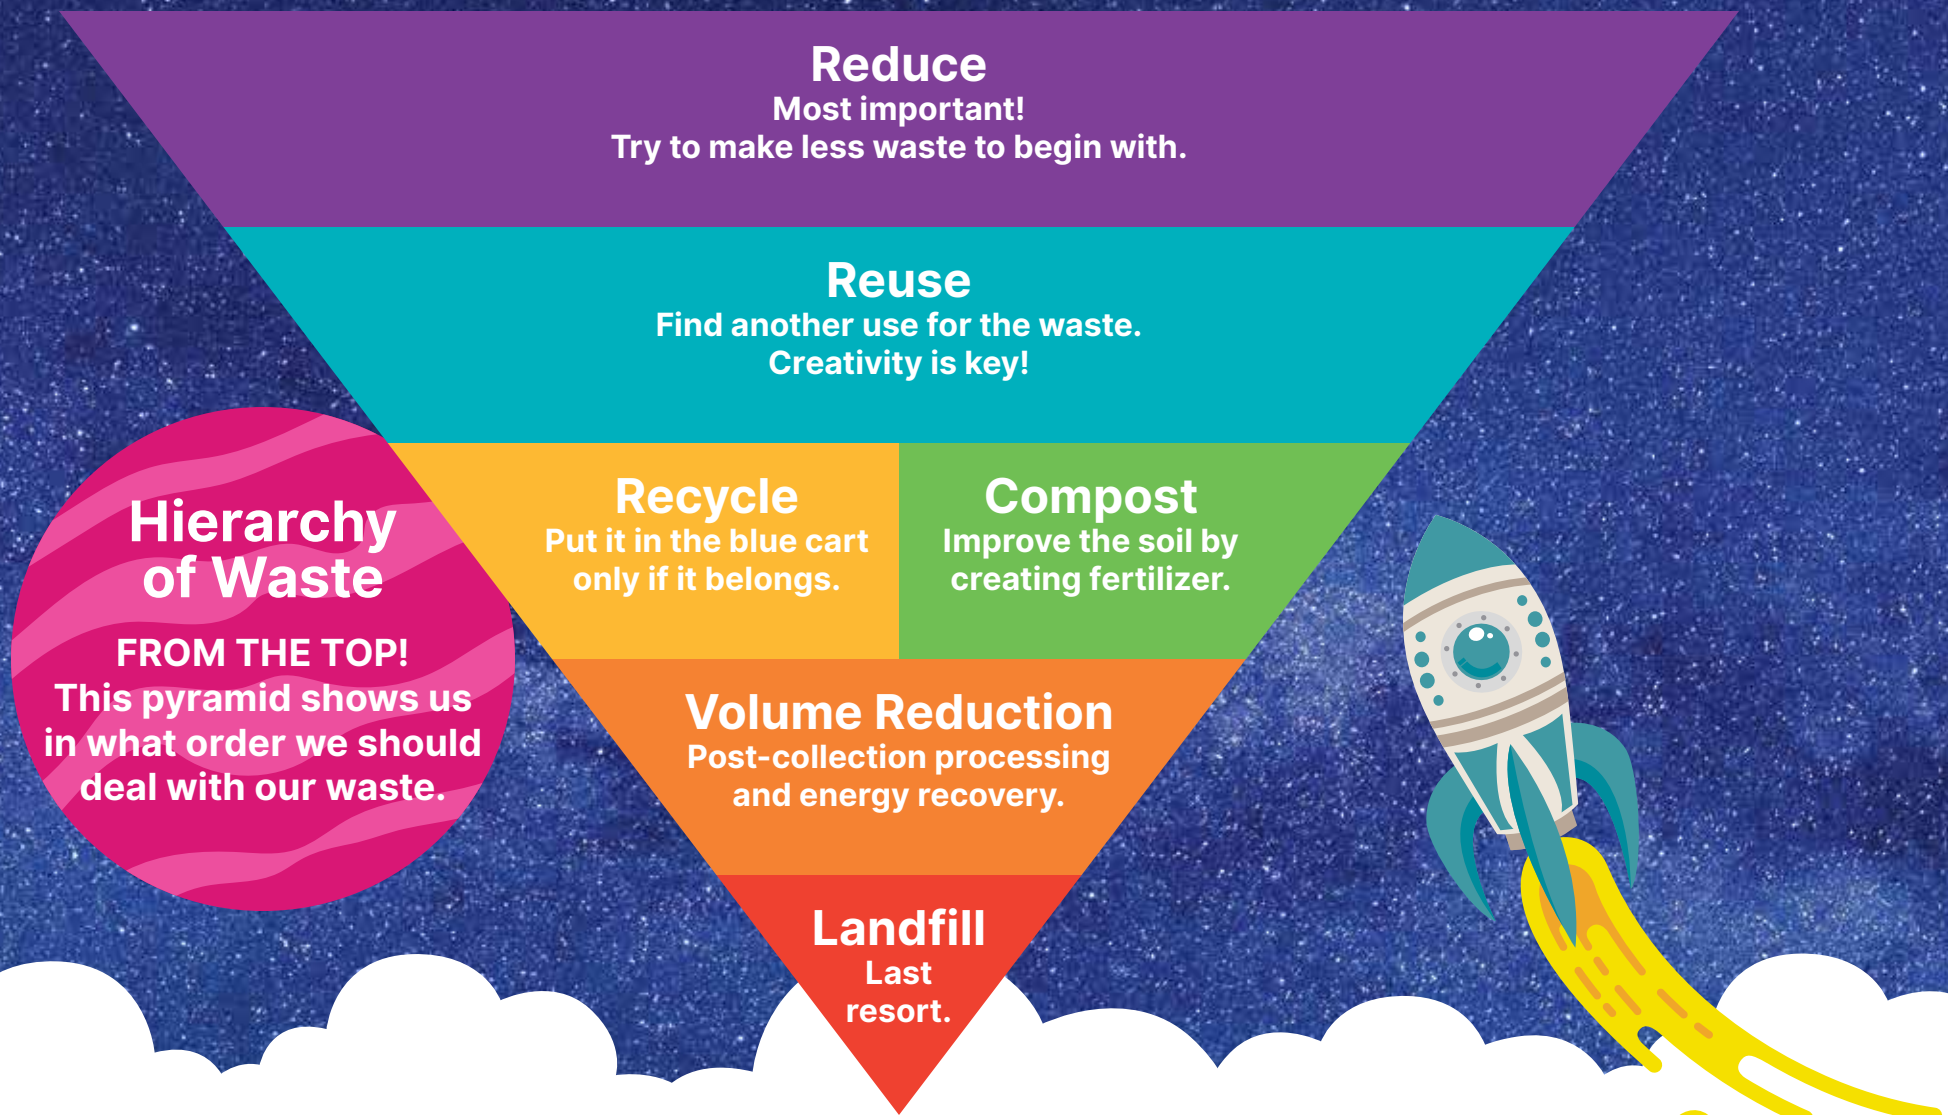 Reduce
Most important!
Try to make less waste to begin with.
Reuse
Find another use for the waste.
Creativity is key!
Recycle
Put it in the blue cart
only if it belongs.
Compost
Improve the soil by
creating fertilizer.
Hierarchy
of Waste
FROM THE TOP!
This pyramid shows us
in what order we should
deal with our waste.
Volume Reduction
Post-collection processing
and energy recovery.
Landfill
Last
resort.